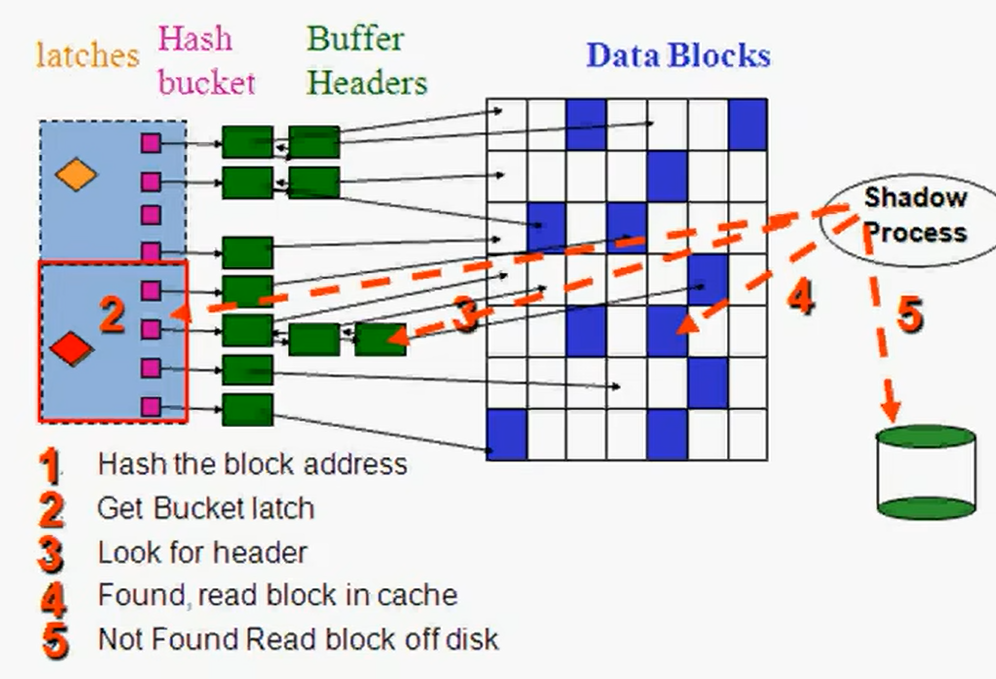 latches
Hash
bucket
Buffer
Headers
Data Blocks
Shadow
Process
2
3
4
5
1 Hash the block address
2 Get Bucket latch
3 Look for header
4 Found, read block in cache
5 Not Found Read block off disk